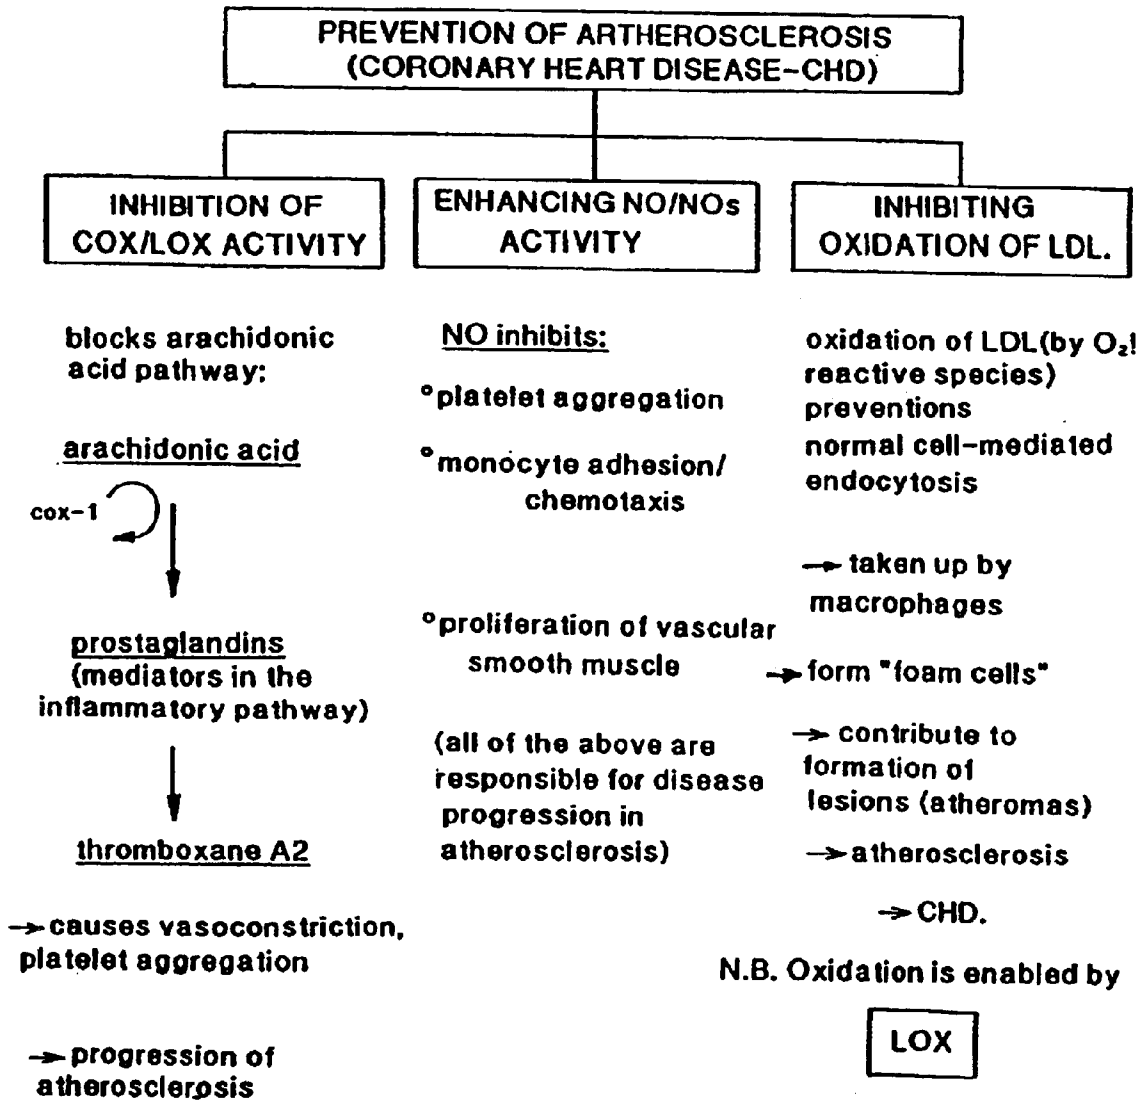 PREVENTION OF ARTHEROSCLEROSIS
(CORONARY HEART DISEASE-CHD)
INHIBITION OF
COX/LOX ACTIVITY
blocks arachidonic
acid pathway:
arachidonic acid
cox-1
prostaglandins
(mediators in the
inflammatory pathway)
thromboxane A2
→ causes vasoconstriction,
platelet aggregation
→ progression of
atherosclerosis
ENHANCING NO/NOs
ACTIVITY
NO inhibits:
°platelet aggregation
°monocyte adhesion/
chemotaxis
°proliferation of vascular
smooth muscle
(all of the above are
responsible for disease
progression in
atherosclerosis)
INHIBITING
OXIDATION OF LDL.
oxidation of LDL(by O₂!
reactive species)
preventions
normal cell-mediated
endocytosis
→ taken up by
macrophages
→ form "foam cells"
→ contribute to
formation of
lesions (atheromas)
→ atherosclerosis
→ CHD.
N.B. Oxidation is enabled by
LOX